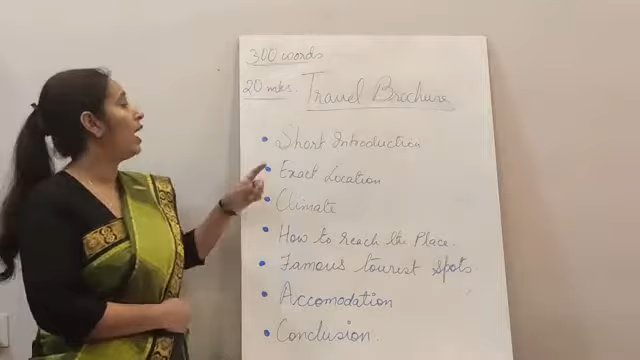 300 words
20 mks. Travel Brochure
• Short Introduction
• Exact Location
• Climate
• How to reach the Place.
• Famous tourist Spots
• Accomodation
• Conclusion.